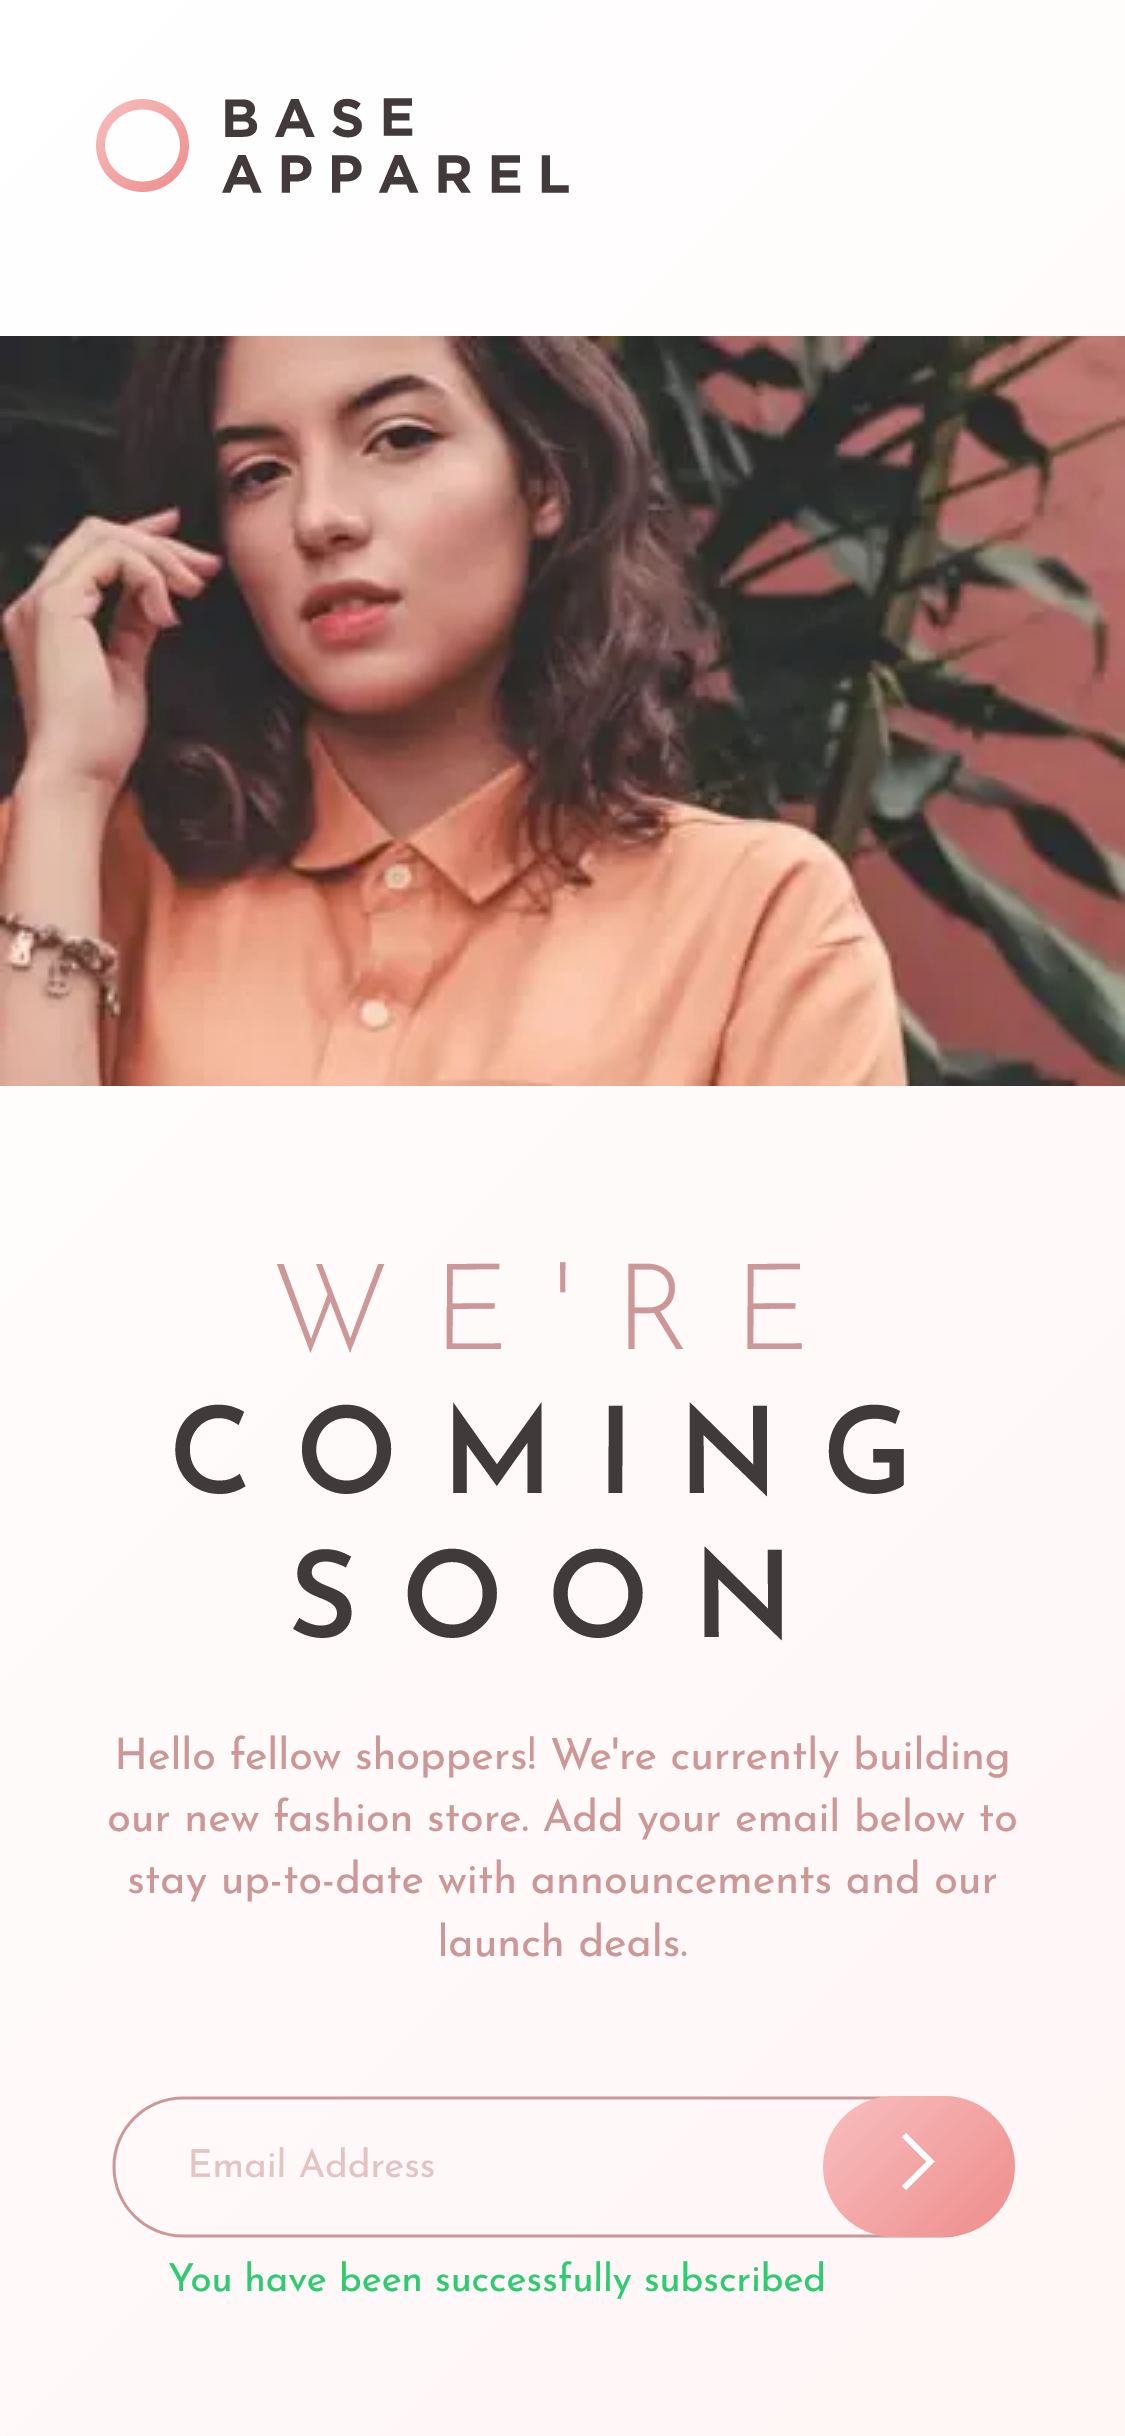 BASE
APPAREL
WE'RE
COMING
SOON
Hello fellow shoppers! We're currently building
our new fashion store. Add your email below to
stay up-to-date with announcements and our
launch deals.
Email Address
You have been successfully subscribed